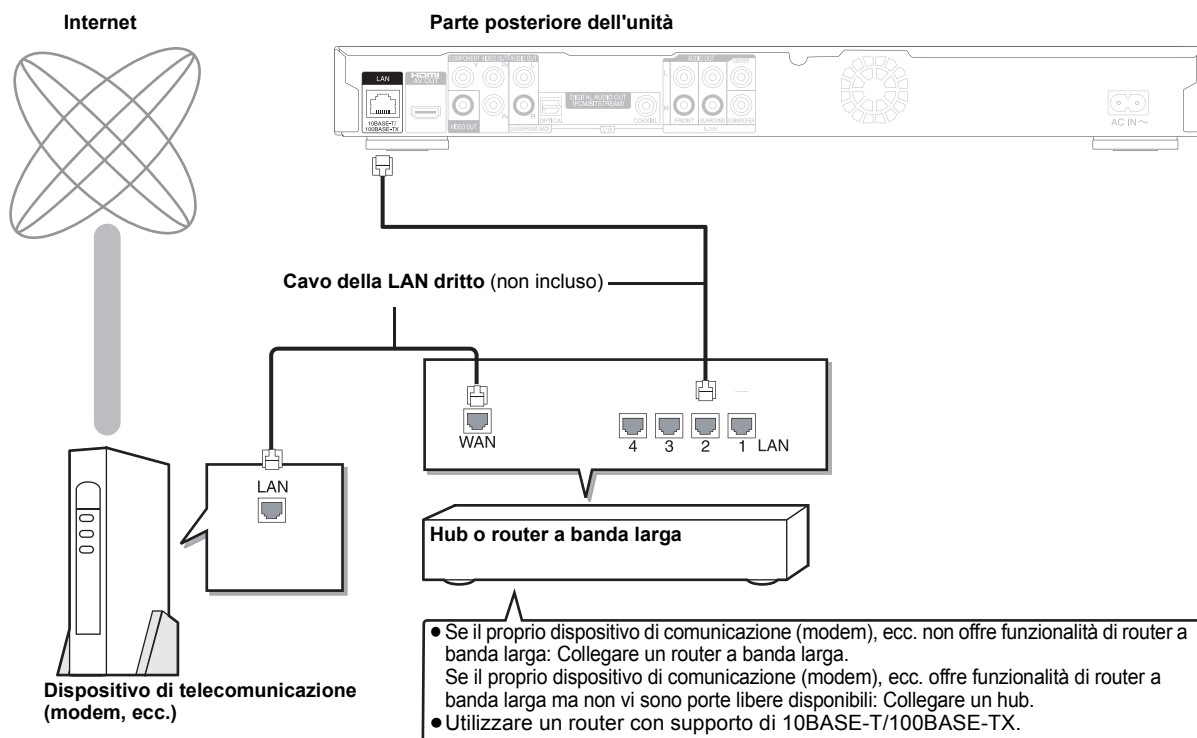 Internet
Parte posteriore dell'unità
LAN
10BASE-T/
100BASE-TX
HDMI
AV OUT
COMPONENT VIDEO OUT
AUDIO OUT
Y
PB
PR
VIDEO OUT
L
R
DIGITAL AUDIO OUT
(PCM/BITSTREAM)
OPTICAL
COAXIAL
AUDIO OUT
CENTER
L
R
FRONT
SURROUND
SUBWOOFER
5.1ch
AC IN ~
Cavo della LAN dritto (non incluso)
WAN
4 3 2 1 LAN
LAN
Hub o router a banda larga
Dispositivo di telecomunicazione
(modem, ecc.)
● Se il proprio dispositivo di comunicazione (modem), ecc. non offre funzionalità di router a
banda larga: Collegare un router a banda larga.
Se il proprio dispositivo di comunicazione (modem), ecc. offre funzionalità di router a
banda larga ma non vi sono porte libere disponibili: Collegare un hub.
● Utilizzare un router con supporto di 10BASE-T/100BASE-TX.